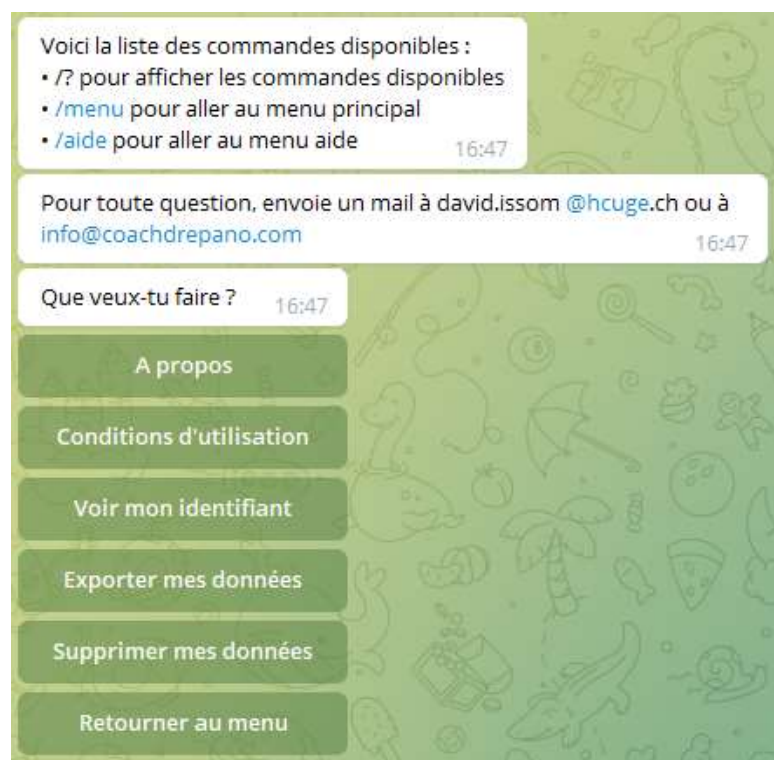 Voici la liste des commandes disponibles :
• /? pour afficher les commandes disponibles
• /menu pour aller au menu principal
• /aide pour aller au menu aide
16:47
Pour toute question, envoie un mail à david.issom @hcuge.ch ou à
info@coachdrepano.com
16:47
Que veux-tu faire ?
16:47
A propos
Conditions d'utilisation
Voir mon identifiant
Exporter mes données
Supprimer mes données
Retourner au menu